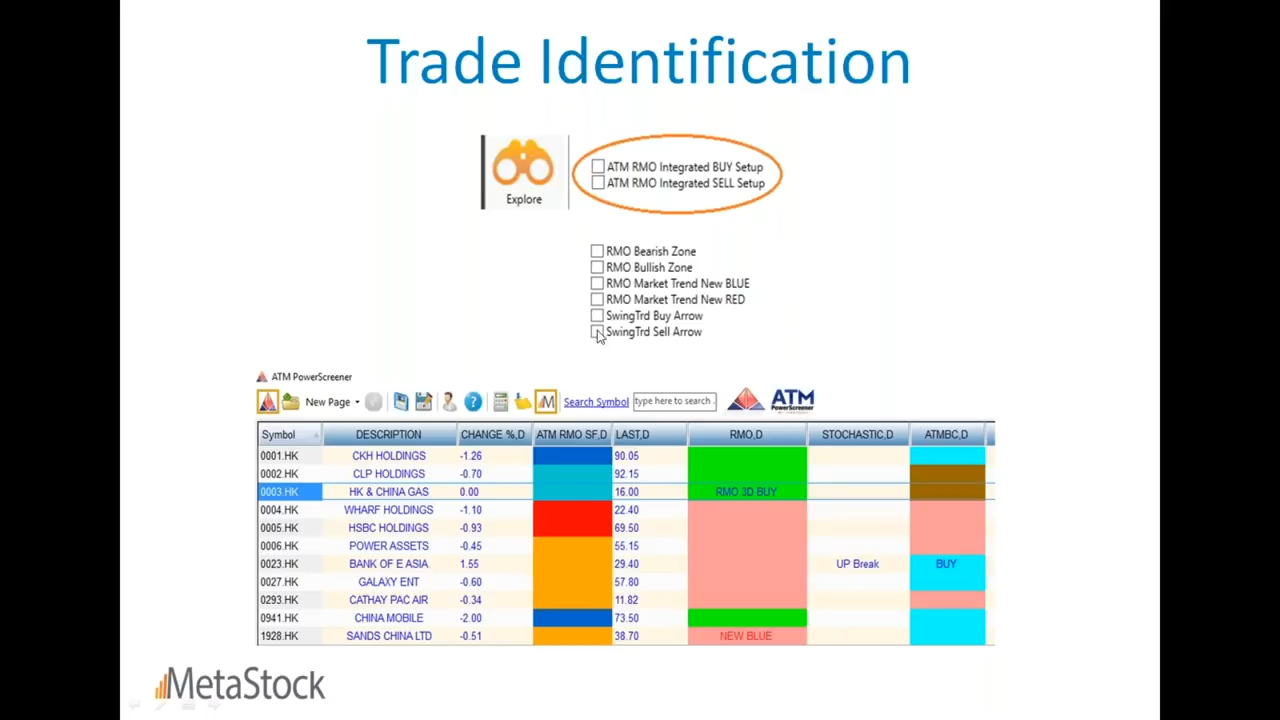 Trade Identification
Explore
ATM RMO Integrated BUY Setup
ATM RMO Integrated SELL Setup
RMO Bearish Zone
RMO Bullish Zone
RMO Market Trend New BLUE
RMO Market Trend New RED
SwingTrd Buy Arrow
SwingTrd Sell Arrow
ATM PowerScreener
New Page ? M Search Symbol type here to search . ATM
PowerScreener
Symbol DESCRIPTION CHANGE %,D ATM RMO SF,D LAST,D RMO,D STOCHASTIC,D ATMBC,D
0001.HK CKH HOLDINGS -1.26 90.05
0002.HK CLP HOLDINGS -0.70 92.15
0003.HK HK & CHINA GAS 0.00 16.00 RMO 3D BUY
0004.HK WHARF HOLDINGS -1.10 22.40
0005.HK HSBC HOLDINGS -0.93 69.50
0006.HK POWER ASSETS -0.45 55.15
0023.HK BANK OF E ASIA 1.55 29.40 UP Break BUY
0027.HK GALAXY ENT -0.60 57.80
0293.HK CATHAY PAC AIR -0.34 11.82
0941.HK CHINA MOBILE -2.00 73.50
1928.HK SANDS CHINA LTD -0.51 38.70 NEW BLUE
MetaStock